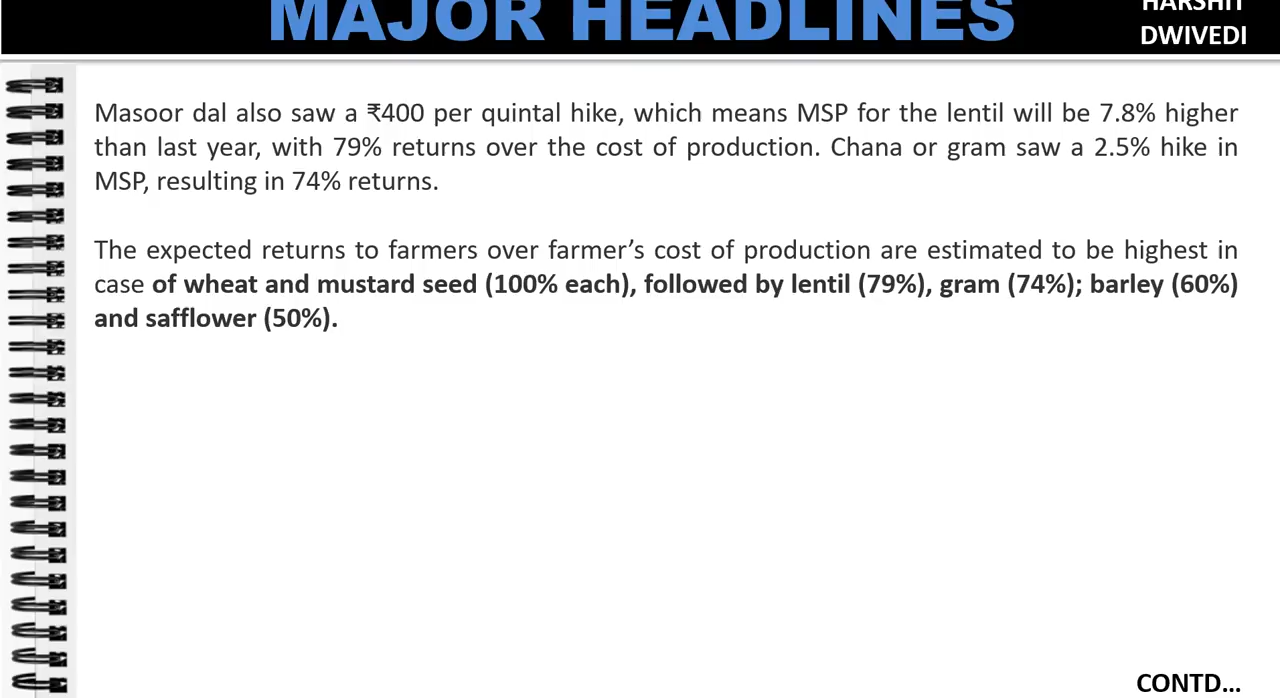 MAJOR HEADLINES
HARSHIT
DWIVEDI
Masoor dal also saw a ₹400 per quintal hike, which means MSP for the lentil will be 7.8% higher
than last year, with 79% returns over the cost of production. Chana or gram saw a 2.5% hike in
MSP, resulting in 74% returns.
The expected returns to farmers over farmer’s cost of production are estimated to be highest in
case of wheat and mustard seed (100% each), followed by lentil (79%), gram (74%); barley (60%)
and safflower (50%).
CONTD...